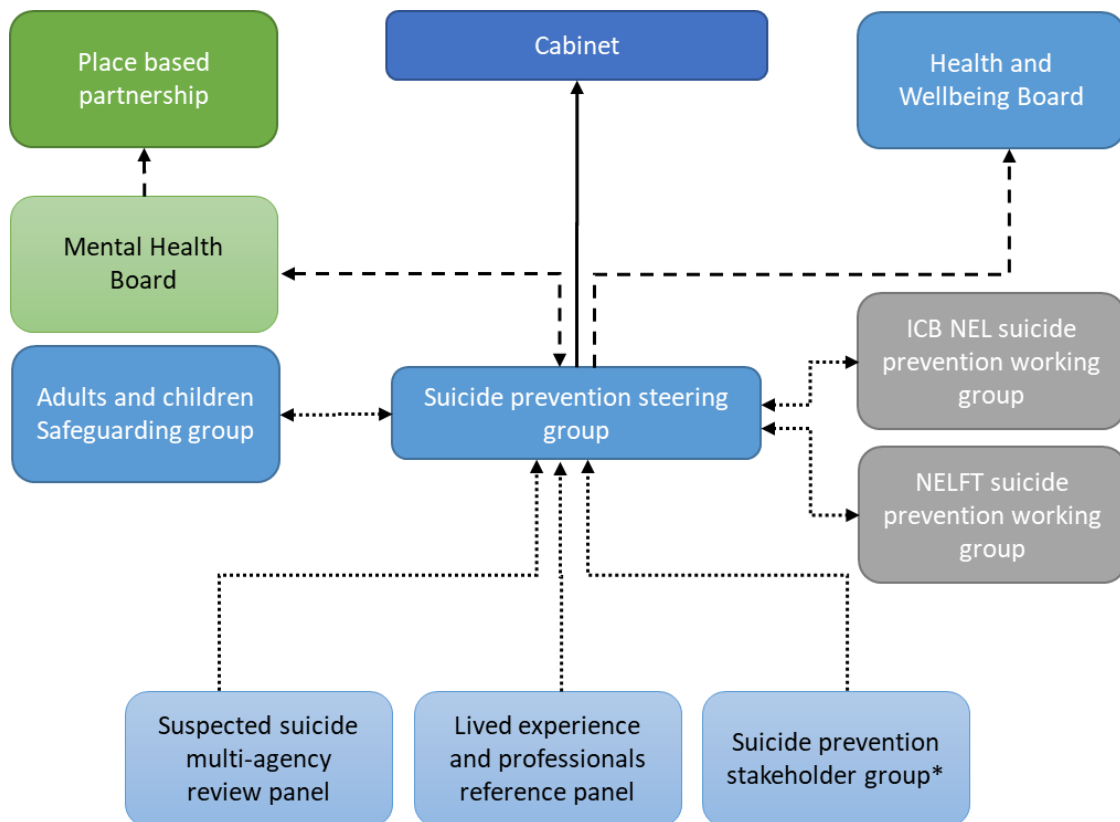 Place based
partnership
Cabinet
Health and
Wellbeing Board
Mental Health
Board
ICB NEL suicide
prevention working
group
Adults and children
Safeguarding group
Suicide prevention steering
group
NELFT suicide
prevention working
group
Suspected suicide
multi-agency
review panel
Lived experience
and professionals
reference panel
Suicide prevention
stakeholder group*